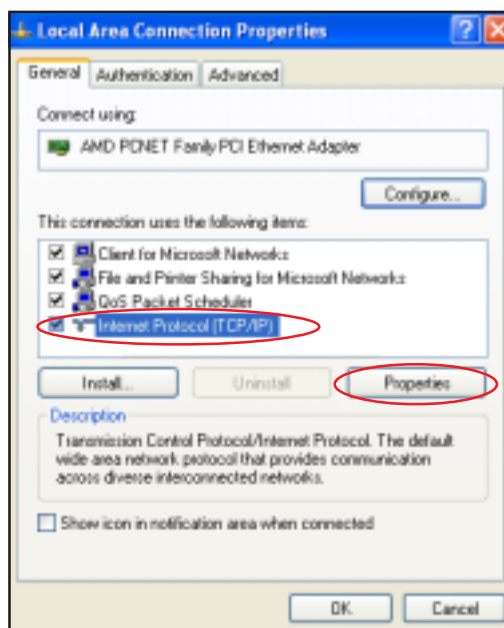 Local Area Connection Properties
General Authentication Advanced
Connect using:
AMD PCNET Family PCI Ethernet Adapter
Configure...
This connection uses the following items:
Client for Microsoft Networks
File and Printer Sharing for Microsoft Networks
QoS Packet Scheduler
Internet Protocol (TCP/IP)
Install... Uninstall Properties
Description
Transmission Control Protocol/Internet Protocol. The default
wide area network protocol that provides communication
across diverse interconnected networks.
Show icon in notification area when connected
OK Cancel